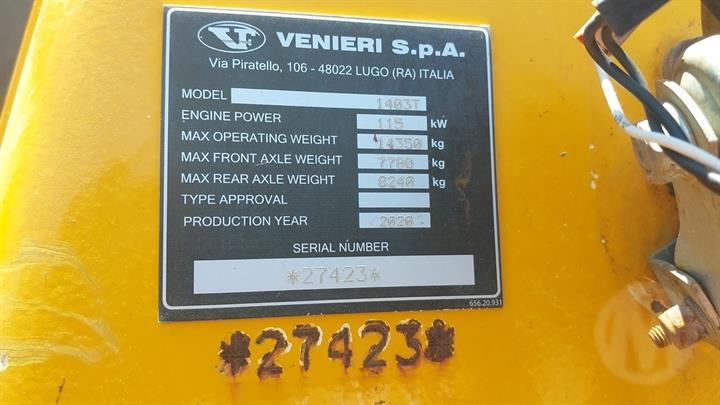 VT VENIERI S.p.A.
Via Piratello, 106 - 48022 LUGO (RA) ITALIA
MODEL 1403T
ENGINE POWER 115 kW
MAX OPERATING WEIGHT 14350 kg
MAX FRONT AXLE WEIGHT 7780 kg
MAX REAR AXLE WEIGHT 8240 kg
TYPE APPROVAL
PRODUCTION YEAR 2020
SERIAL NUMBER
*27423*
656.20.931
*27423*
M